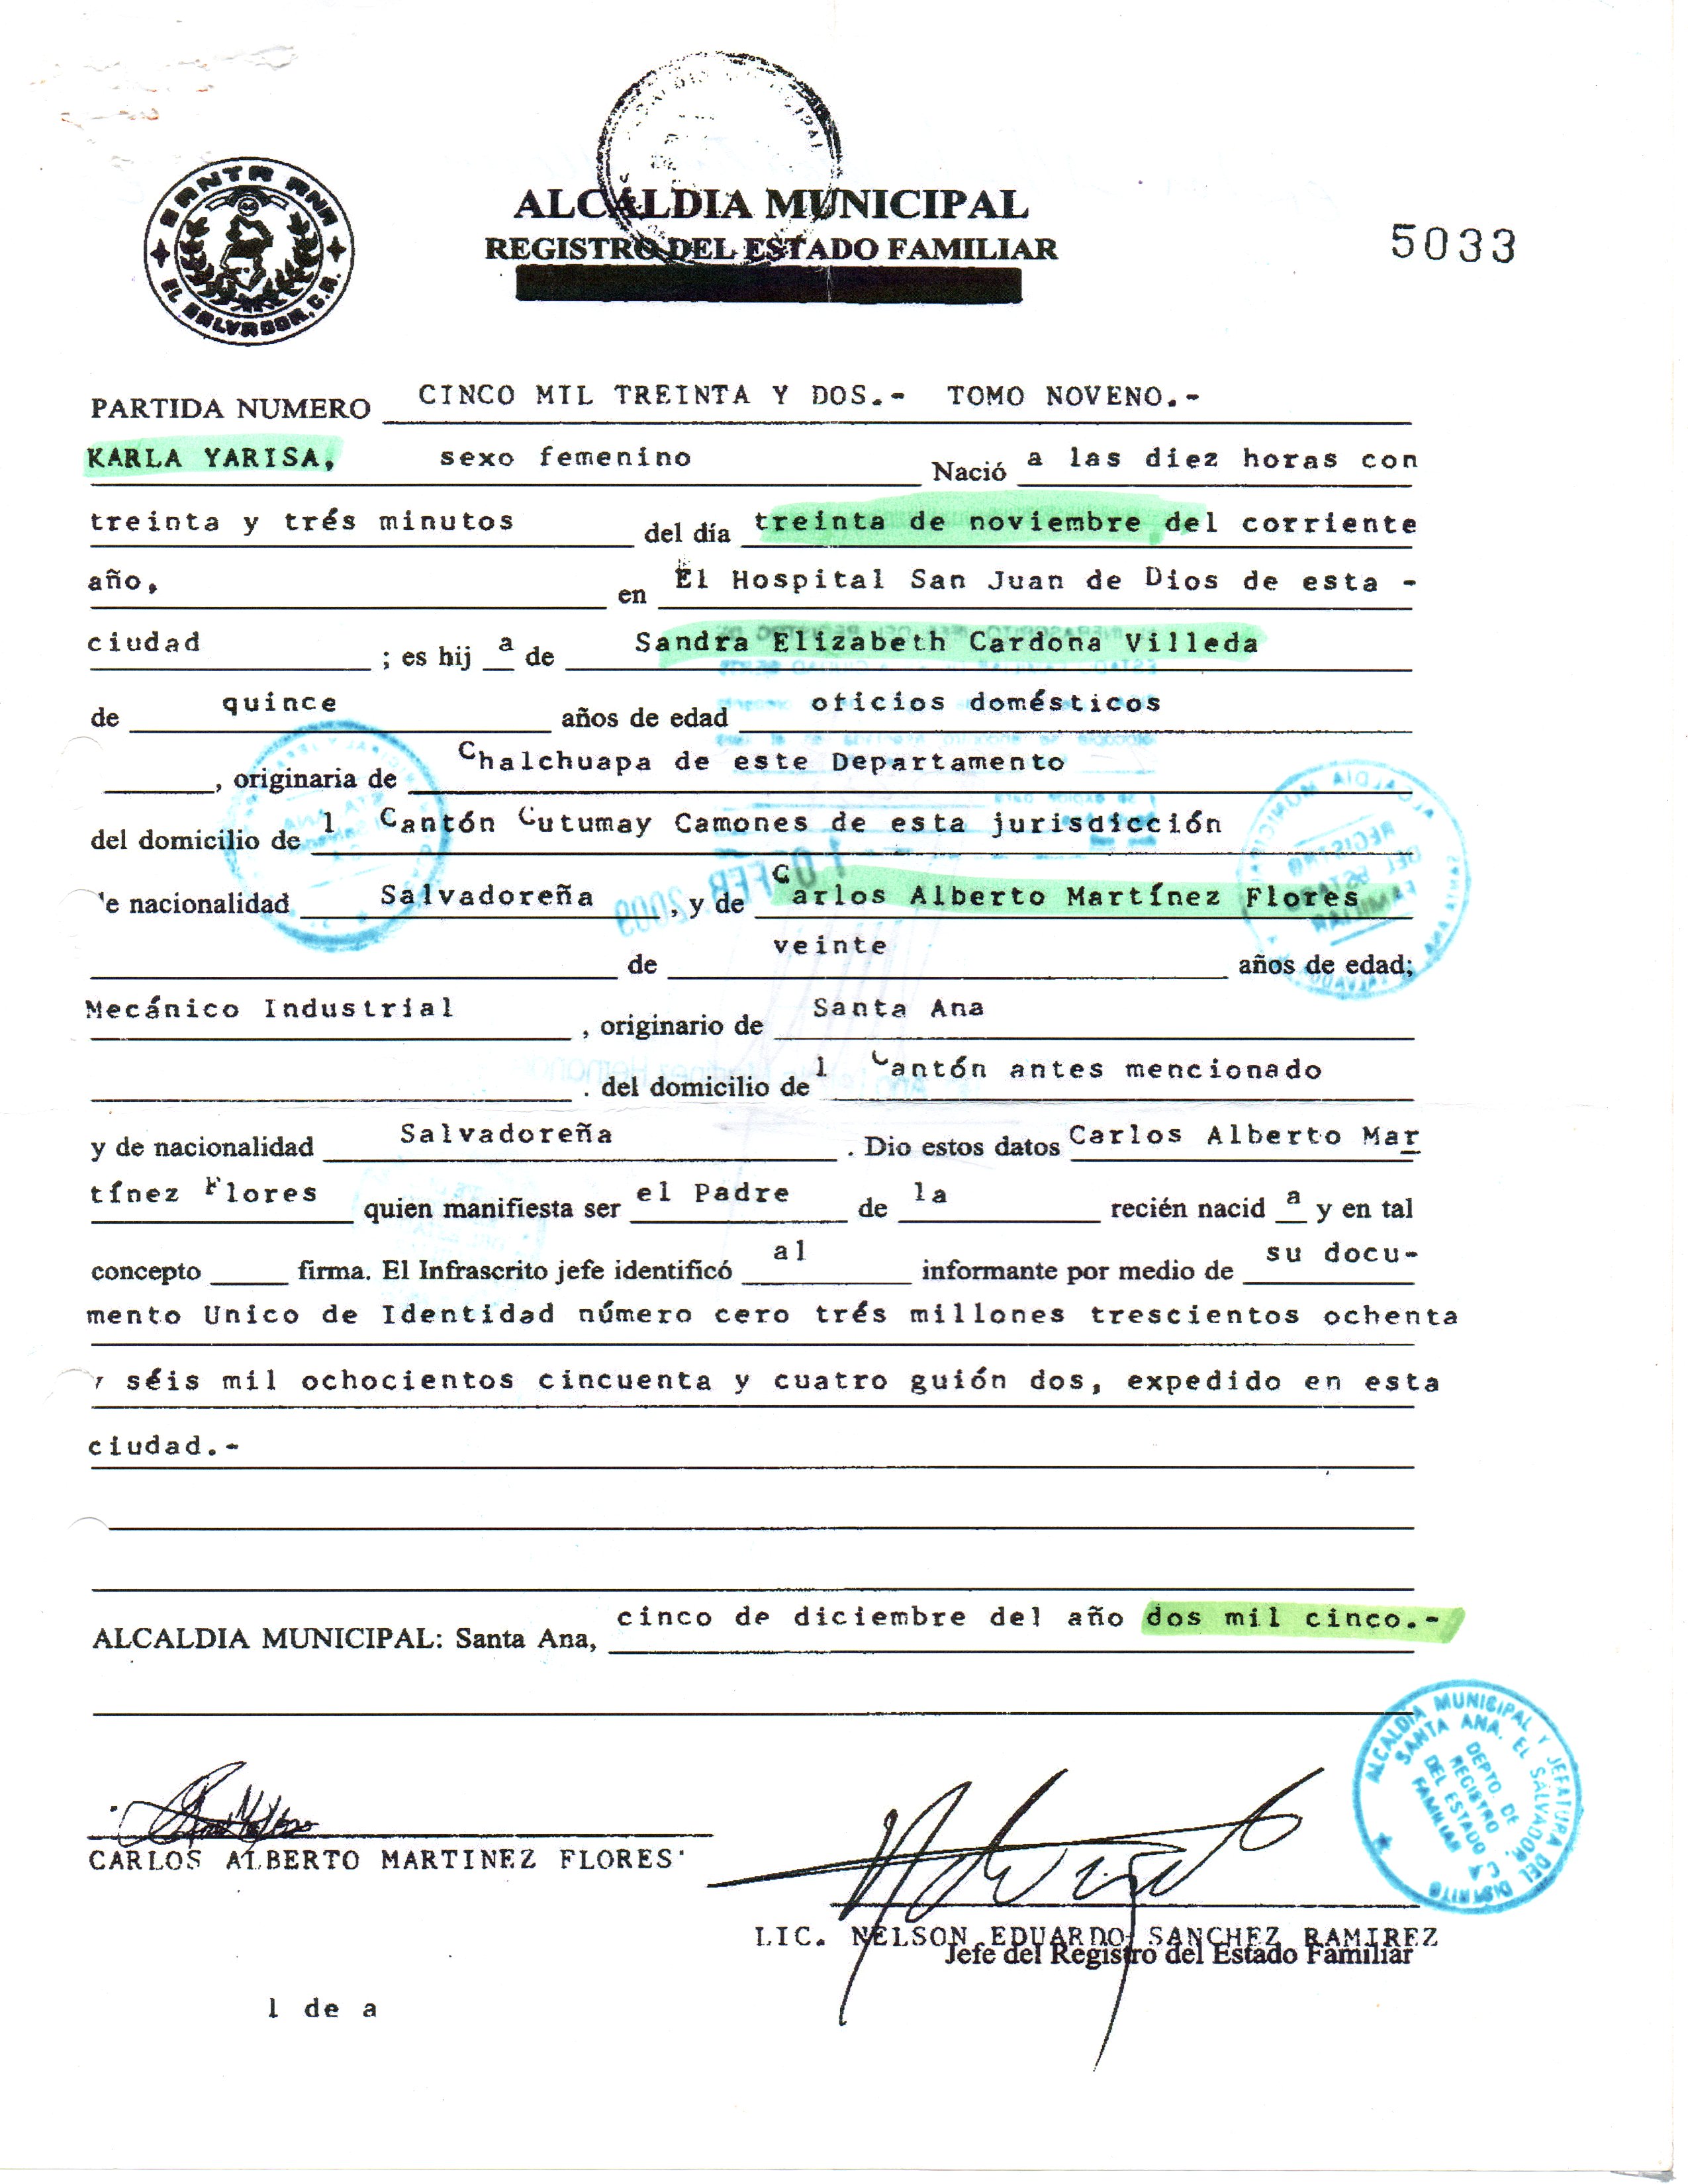 SANTA ANA
EL SALVADOR, C.A.
ALCALDIA MUNICIPAL
REGISTRO DEL ESTADO FAMILIAR
5033
PARTIDA NUMERO CINCO MIL TREINTA Y DOS.- TOMO NOVENO.-
KARLA YARISA, sexo femenino Nació a las diez horas con
treinta y trés minutos del día treinta de noviembre del corriente
año, en El Hospital San Juan de Dios de esta -
ciudad ; es hij a de Sandra Elizabeth Cardona Villeda
de quince años de edad oficios domésticos
, originaria de Chalchuapa de este Departamento
del domicilio de l Cantón Cutumay Camones de esta jurisdicción
de nacionalidad Salvadoreña , y de Carlos Alberto Martínez Flores
de veinte años de edad;
Mecánico Industrial , originario de Santa Ana
. del domicilio de l Cantón antes mencionado
y de nacionalidad Salvadoreña . Dio estos datos Carlos Alberto Mar
tínez Flores quien manifiesta ser el Padre de la recién nacid a y en tal
concepto firma. El Infrascrito jefe identificó al informante por medio de su docu-
mento Unico de Identidad número cero trés millones trescientos ochenta
y séis mil ochocientos cincuenta y cuatro guión dos, expedido en esta
ciudad.-
ALCALDIA MUNICIPAL: Santa Ana, cinco de diciembre del año dos mil cinco.-
ALCALDIA MUNICIPAL Y JEFATURA DEL DISTRITO
SANTA ANA, EL SALVADOR, C A
DEPTO. DE
REGISTRO
DEL ESTADO
FAMILIAR
CARLOS ALBERTO MARTINEZ FLORES
LIC. NELSON EDUARDO SANCHEZ RAMIREZ
Jefe del Registro del Estado Familiar
l de a